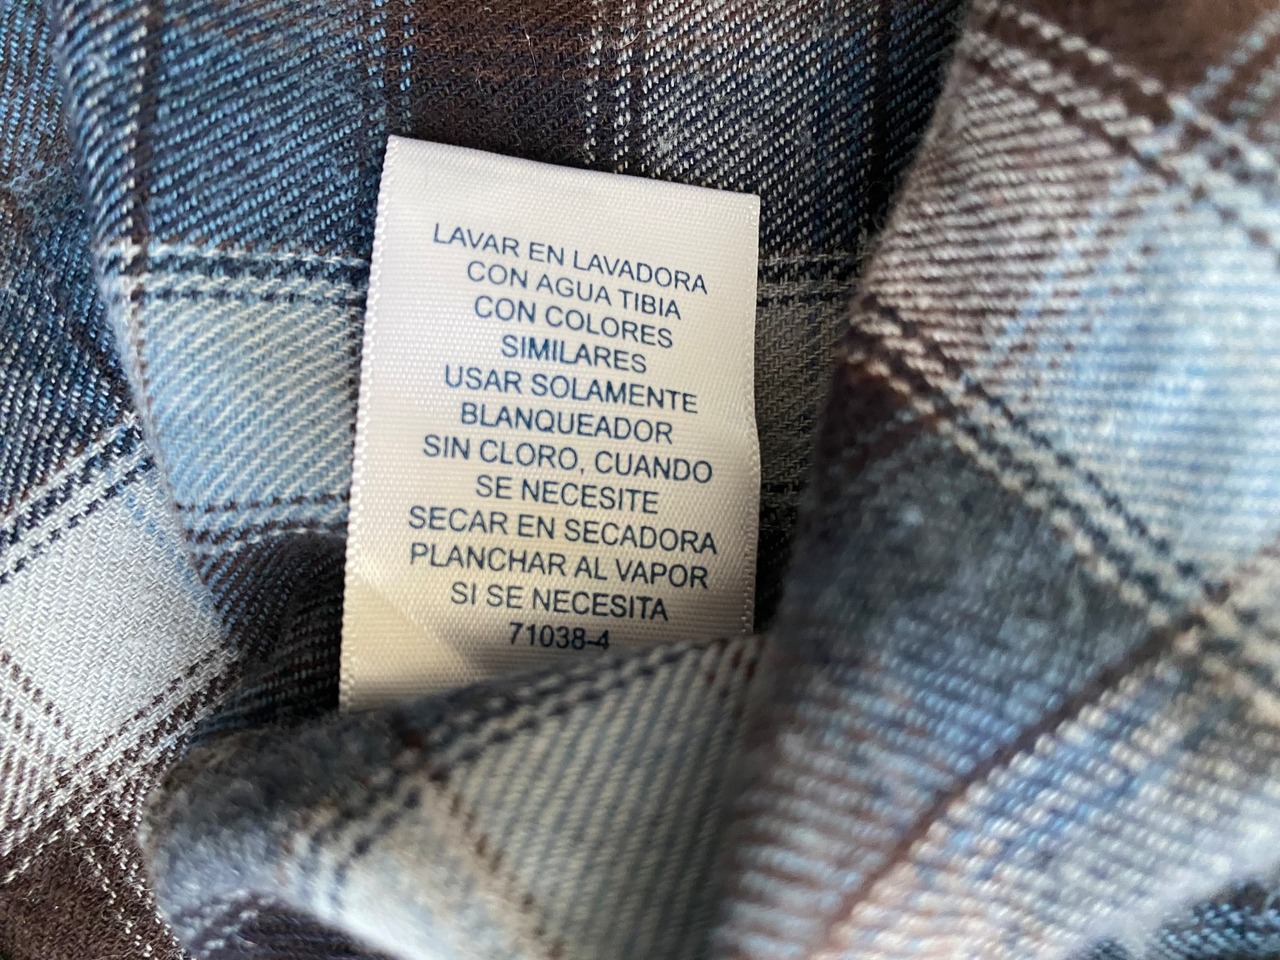 LAVAR EN LAVADORA
CON AGUA TIBIA
CON COLORES
SIMILARES
USAR SOLAMENTE
BLANQUEADOR
SIN CLORO, CUANDO
SE NECESITE
SECAR EN SECADORA
PLANCHAR AL VAPOR
SI SE NECESITA
71038-4